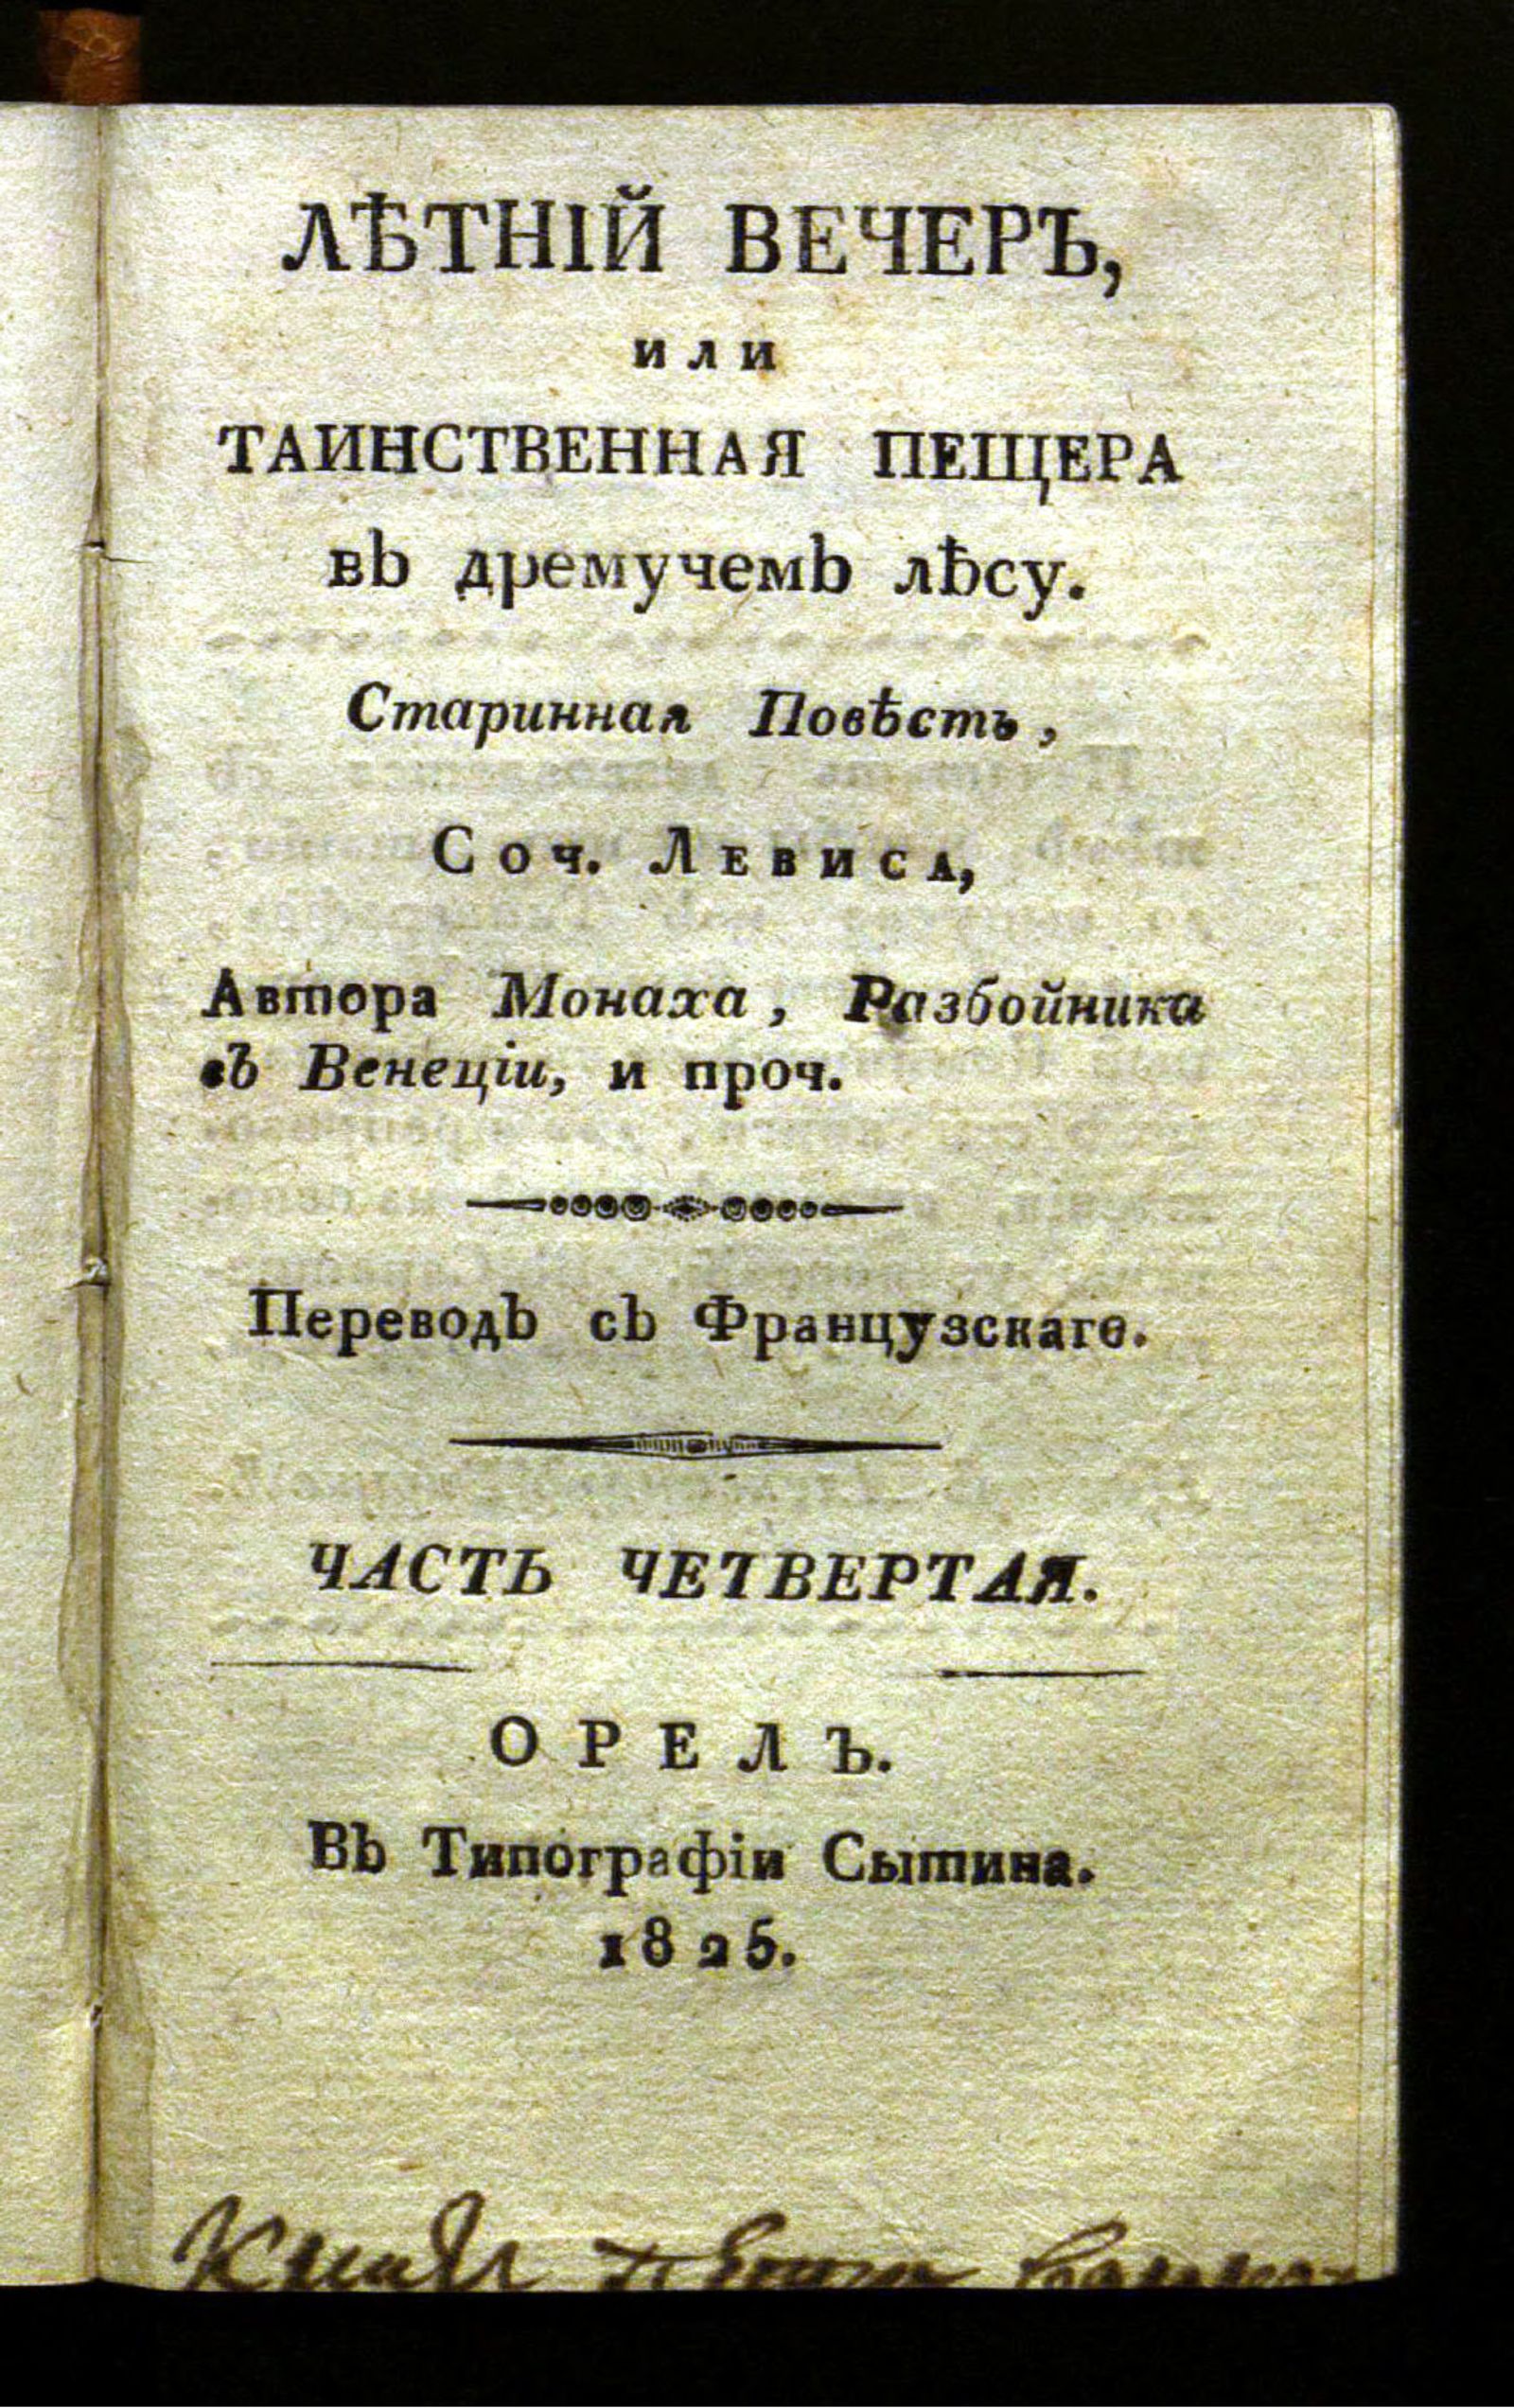 ЛѢТНІЙ ВЕЧЕРЪ,
или
ТАИНСТВЕННАЯ ПЕЩЕРА
въ дремучемъ лѣсу.
Старинная Повѣсть,
Соч. Левиса,
Автора Монаха, Разбойника
въ Венеціи, и проч.
Переводъ съ Французскаго.
ЧАСТЬ ЧЕТВЕРТАЯ.
ОРЕЛЪ.
Въ Типографіи Сытина.
1825.